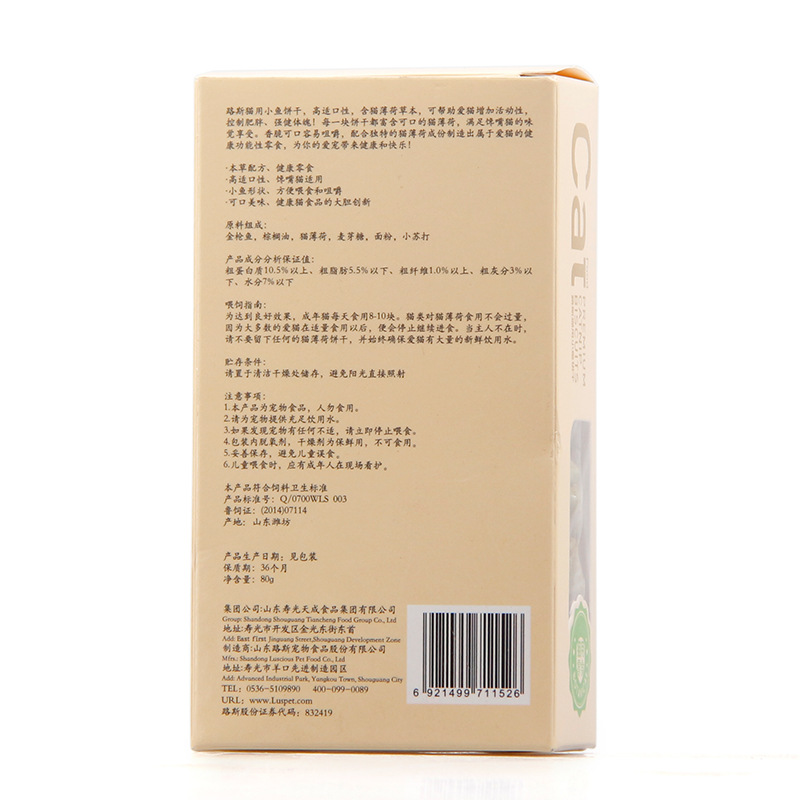 路斯猫用小鱼饼干，高适口性，含猫薄荷草本，可帮助爱猫增加活动性，
控制肥胖、强健体魄！每一块饼干都富含可口的猫薄荷，满足馋嘴猫的味
觉享受。香脆可口容易咀嚼，配合独特的猫薄荷成份制造出属于爱猫的健
康功能性零食，为你的爱宠带来健康和快乐！
·本草配方、健康零食
·高适口性、馋嘴猫适用
·小鱼形状、方便喂食和咀嚼
·可口美味、健康猫食品的大胆创新
原料组成：
金枪鱼，棕榈油，猫薄荷，麦芽糖，面粉，小苏打
产品成分分析保证值：
粗蛋白质10.5%以上、粗脂肪5.5%以下、粗纤维1.0%以上、粗灰分3%以
下、水分7%以下
喂饲指南：
为达到良好效果，成年猫每天食用8-10块。猫类对猫薄荷食用不会过量，
因为大多数的爱猫在适量食用以后，便会停止继续进食。当主人不在时，
请不要留下任何的猫薄荷饼干，并始终确保爱猫有大量的新鲜饮用水。
贮存条件：
请置于清洁干燥处储存，避免阳光直接照射
注意事项：
1.本产品为宠物食品，人勿食用。
2.请为宠物提供充足饮用水。
3.如果发现宠物有任何不适，请立即停止喂食。
4.包装内脱氧剂，干燥剂为保鲜用，不可食用。
5.妥善保存，避免儿童误食。
6.儿童喂食时，应有成年人在现场看护。
本产品符合饲料卫生标准
产品标准号：Q/0700WLS 003
鲁饲证：(2014)07114
产地：山东潍坊
产品生产日期：见包装
保质期：36个月
净含量：80g
集团公司:山东寿光天成食品集团有限公司
Group: Shandong Shouguang Tiancheng Food Group Co., Ltd
地址:寿光市开发区金光东街东首
Add: East first Jinguang Street,Shouguang Development Zone
制造商:山东路斯宠物食品股份有限公司
Mfrs.: Shandong Luscious Pet Food Co., Ltd
地址:寿光市羊口先进制造园区
Add: Advanced Industrial Park, Yangkou Town, Shouguang City
TEL: 0536-5109890 400-099-0089
URL: www.Luspet.com
路斯股份证券代码：832419
6 921499 711526
Cat
PREMIUM
BISCUITS